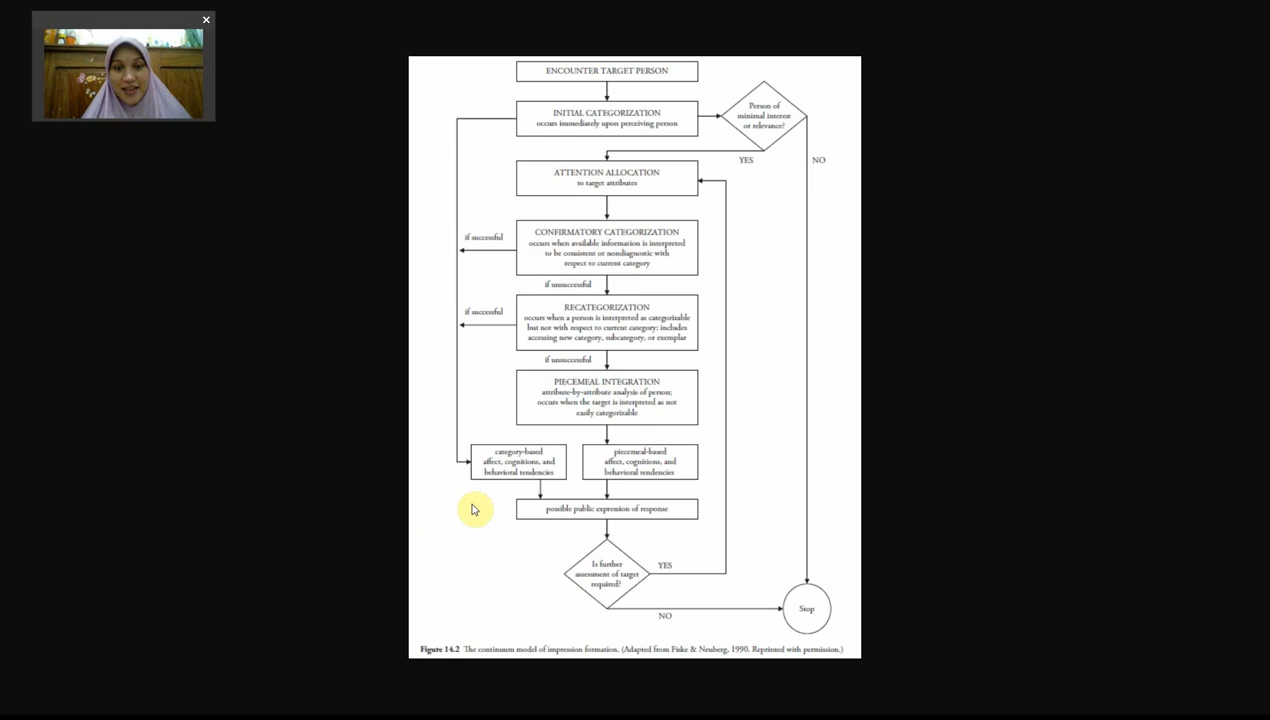 ENCOUNTER TARGET PERSON
INITIAL CATEGORIZATION
occurs immediately upon perceiving person
Person of
minimal interest
or relevance?
YES
NO
ATTENTION ALLOCATION
to target attributes
CONFIRMATORY CATEGORIZATION
occurs when available information is interpreted
to be consistent or nondiagnostic with
respect to current category
if successful
if unsuccessful
RECATEGORIZATION
occurs when a person is interpreted as categorizable
but not with respect to current category; includes
accessing new category, subcategory, or exemplar
if successful
if unsuccessful
PIECEMEAL INTEGRATION
attribute-by-attribute analysis of person;
occurs when the target is interpreted as not
easily categorizable
category-based
affect, cognitions, and
behavioral tendencies
piecemeal-based
affect, cognitions, and
behavioral tendencies
possible public expression of response
Is further
assessment of target
required?
YES
NO
Stop
Figure 14.2 The continuum model of impression formation. (Adapted from Fiske & Neuberg, 1990. Reprinted with permission.)